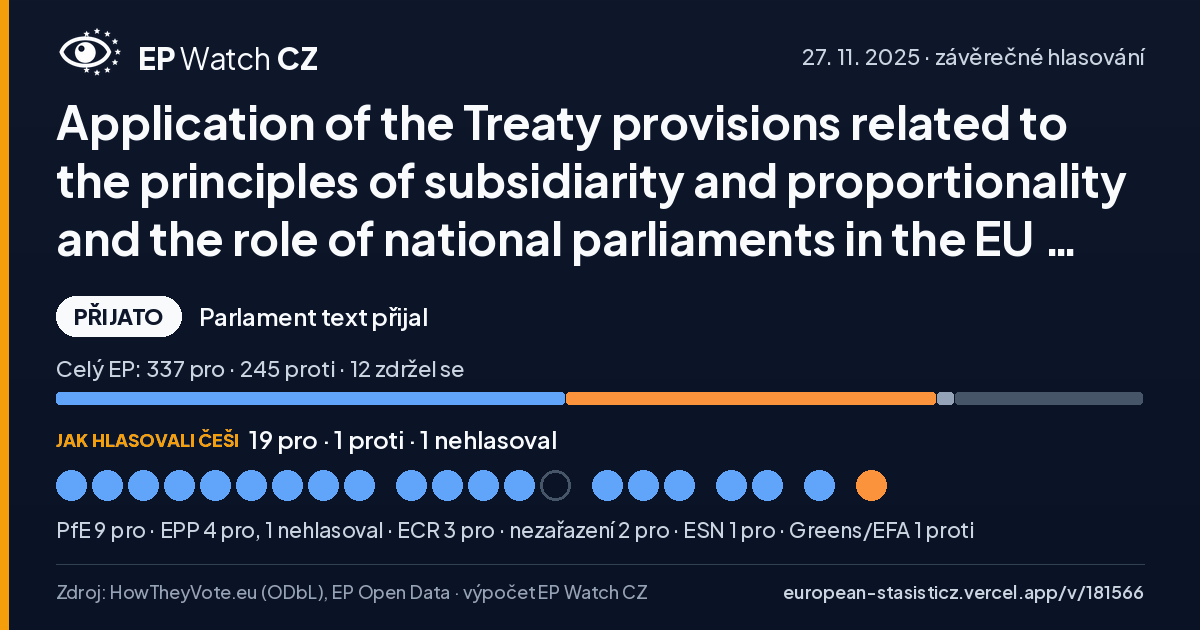 EP Watch CZ
27. 11. 2025 · závěrečné hlasování
Application of the Treaty provisions related to
the principles of subsidiarity and proportionality
and the role of national parliaments in the EU …
PŘIJATO Parlament text přijal
Celý EP: 337 pro · 245 proti · 12 zdržel se
JAK HLASOVALI ČEŠI 19 pro · 1 proti · 1 nehlasoval
PfE 9 pro · EPP 4 pro, 1 nehlasoval · ECR 3 pro · nezařazení 2 pro · ESN 1 pro · Greens/EFA 1 proti
Zdroj: HowTheyVote.eu (ODbL), EP Open Data · výpočet EP Watch CZ
european-stasisticz.vercel.app/v/181566